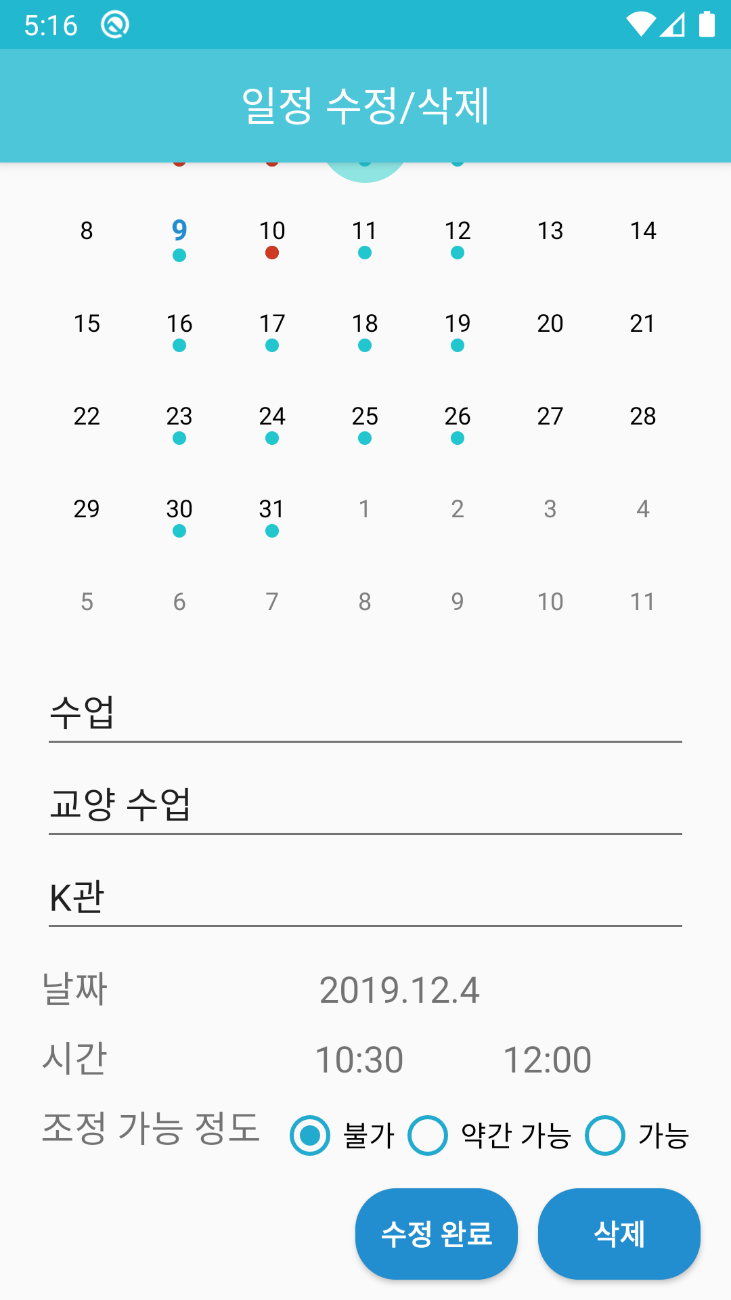 5:16
일정 수정/삭제
8 9 10 11 12 13 14
15 16 17 18 19 20 21
22 23 24 25 26 27 28
29 30 31 1 2 3 4
5 6 7 8 9 10 11
수업
교양 수업
K관
날짜 2019.12.4
시간 10:30 12:00
조정 가능 정도 불가 약간 가능 가능
수정 완료 삭제